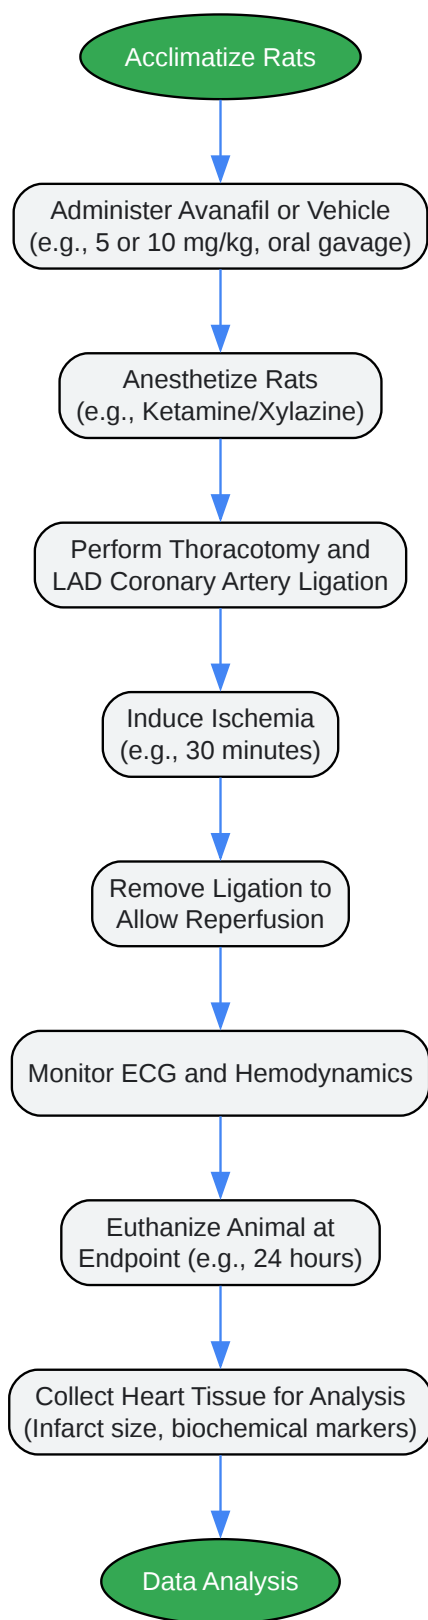 Acclimatize Rats
Administer Avanafil or Vehicle
(e.g., 5 or 10 mg/kg, oral gavage)
Anesthetize Rats
(e.g., Ketamine/Xylazine)
Perform Thoracotomy and
LAD Coronary Artery Ligation
Induce Ischemia
(e.g., 30 minutes)
Remove Ligation to
Allow Reperfusion
Monitor ECG and Hemodynamics
Euthanize Animal at
Endpoint (e.g., 24 hours)
Collect Heart Tissue for Analysis
(Infarct size, biochemical markers)
Data Analysis